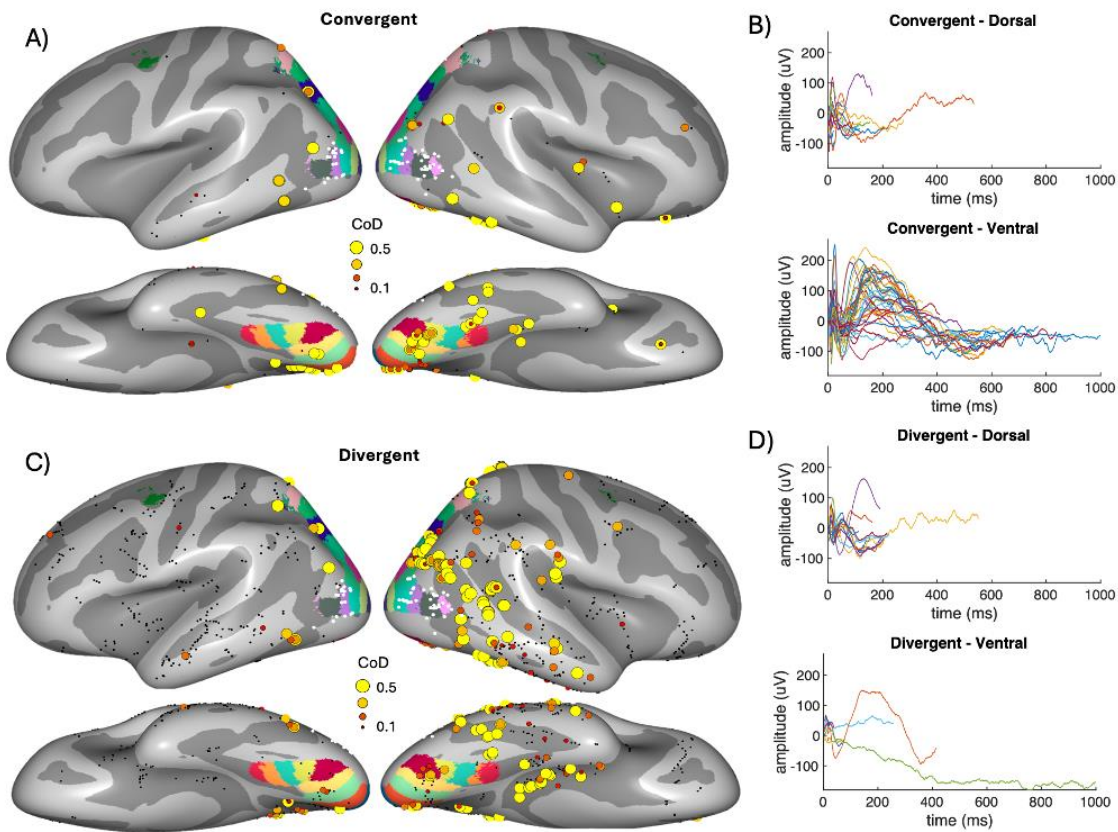 Convergent
A)
CoD
0.5
0.1
B)
Convergent - Dorsal
amplitude (uV)
200
100
0
-100
0
200
400
600
800
1000
time (ms)
Convergent - Ventral
amplitude (uV)
200
100
0
-100
0
200
400
600
800
1000
time (ms)
C)
Divergent
CoD
0.5
0.1
D)
Divergent - Dorsal
amplitude (uV)
200
100
0
-100
0
200
400
600
800
1000
time (ms)
Divergent - Ventral
amplitude (uV)
200
100
0
-100
0
200
400
600
800
1000
time (ms)